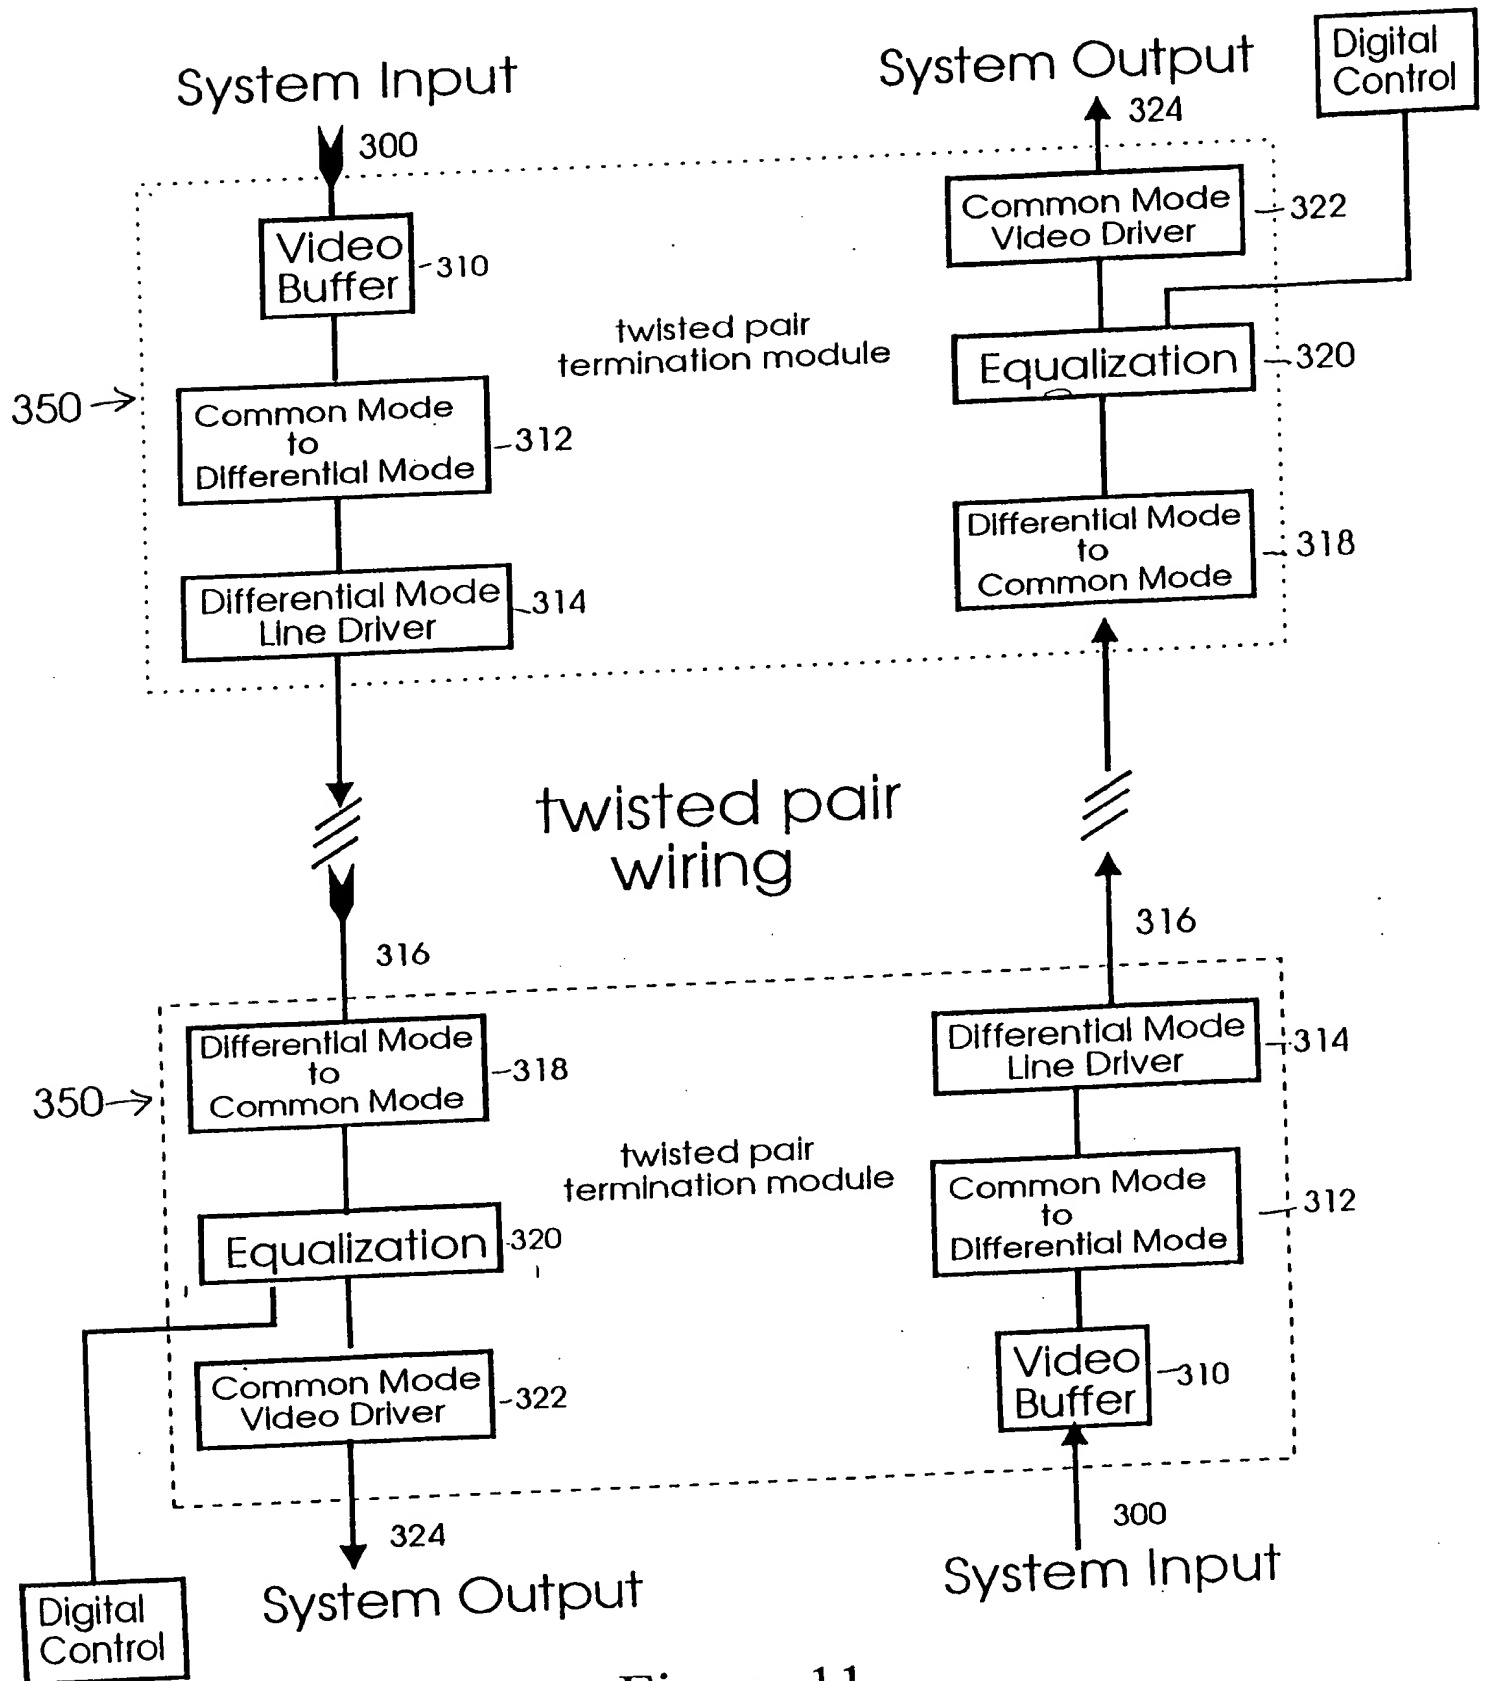 System Input
300
System Output
324
Digital
Control
Video
Buffer
310
Common Mode
Video Driver
322
twisted pair
termination module
Equalization
320
350
Common Mode
to
Differential Mode
312
Differential Mode
to
Common Mode
318
Differential Mode
Line Driver
314
twisted pair
wiring
316
316
350
Differential Mode
to
Common Mode
318
Differential Mode
Line Driver
314
twisted pair
termination module
Common Mode
to
Differential Mode
312
Equalization
320
Common Mode
Video Driver
322
Video
Buffer
310
324
System Output
300
System Input
Digital
Control